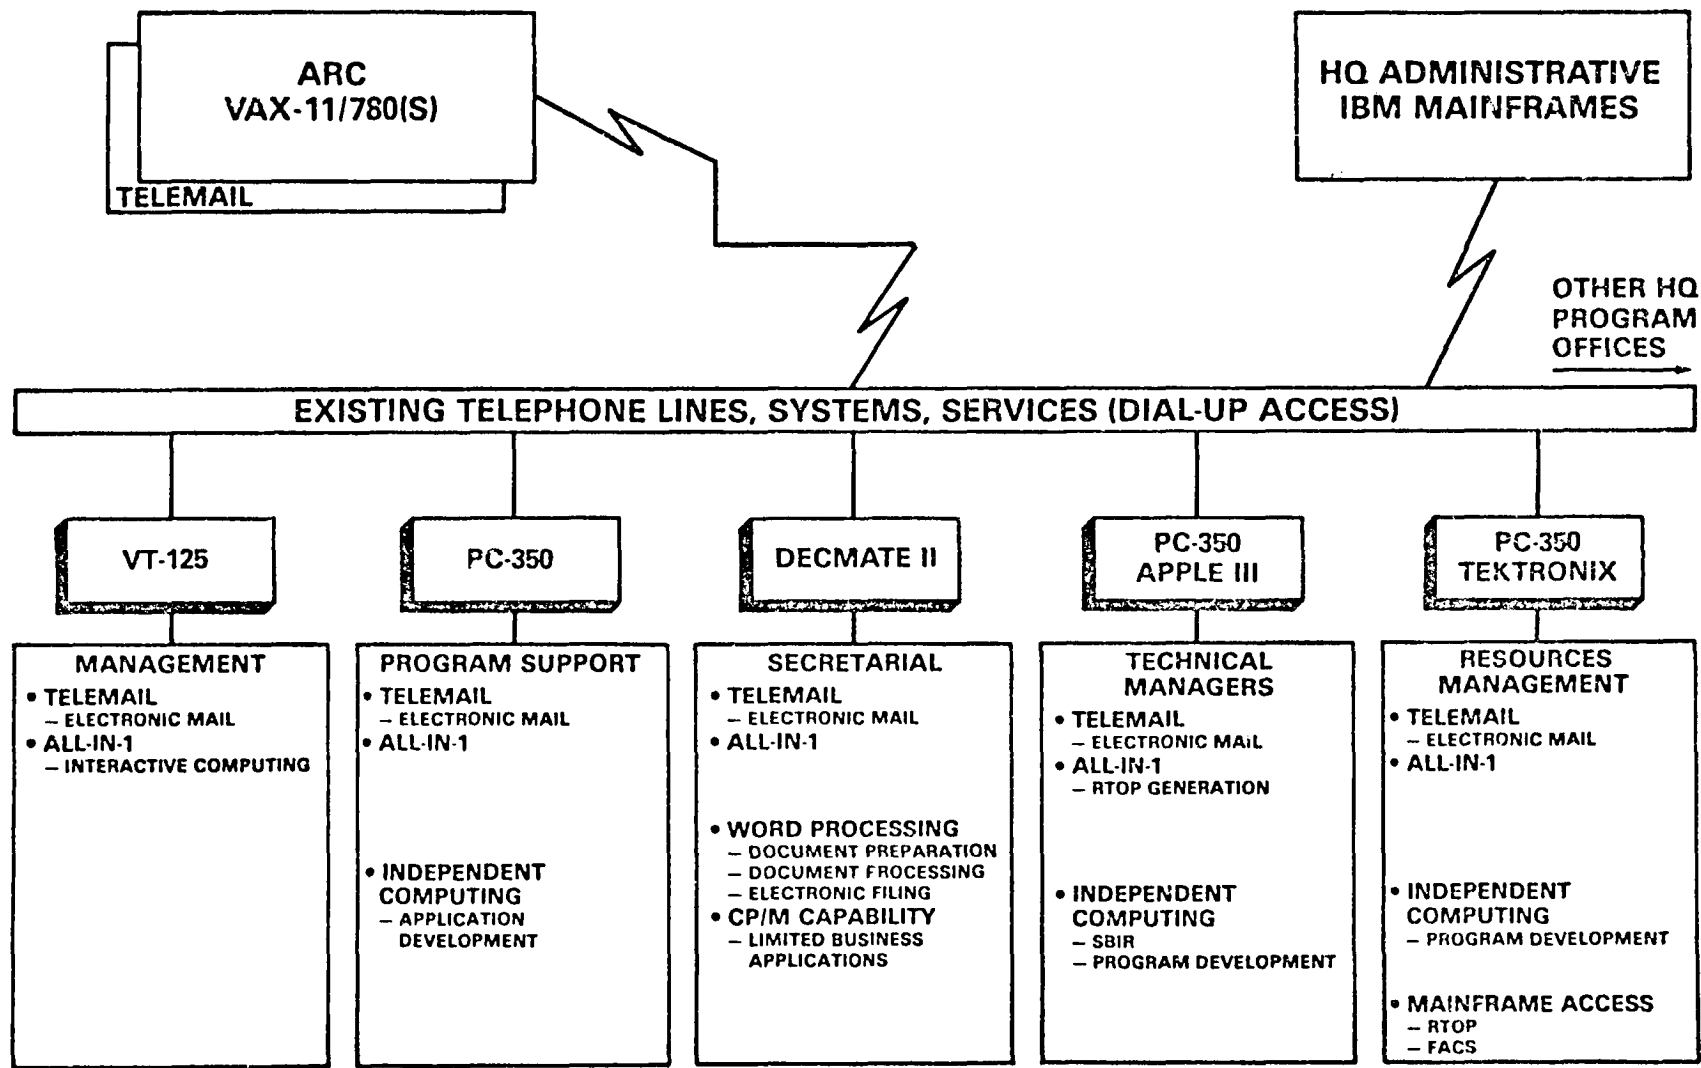 ARC
VAX-11/780(S)
TELEMAIL
HQ ADMINISTRATIVE
IBM MAINFRAMES
OTHER HQ
PROGRAM
OFFICES
EXISTING TELEPHONE LINES, SYSTEMS, SERVICES (DIAL-UP ACCESS)
VT-125
PC-350
DECMATE II
PC-350
APPLE III
PC-350
TEKTRONIX
MANAGEMENT
• TELEMAIL
– ELECTRONIC MAIL
• ALL-IN-1
– INTERACTIVE COMPUTING
PROGRAM SUPPORT
• TELEMAIL
– ELECTRONIC MAIL
• ALL-IN-1
• INDEPENDENT
COMPUTING
– APPLICATION
DEVELOPMENT
SECRETARIAL
• TELEMAIL
– ELECTRONIC MAIL
• ALL-IN-1
• WORD PROCESSING
– DOCUMENT PREPARATION
– DOCUMENT FROCESSING
– ELECTRONIC FILING
• CP/M CAPABILITY
– LIMITED BUSINESS
APPLICATIONS
TECHNICAL
MANAGERS
• TELEMAIL
– ELECTRONIC MAIL
• ALL-IN-1
– RTOP GENERATION
• INDEPENDENT
COMPUTING
– SBIR
– PROGRAM DEVELOPMENT
RESOURCES
MANAGEMENT
• TELEMAIL
– ELECTRONIC MAIL
• ALL-IN-1
• INDEPENDENT
COMPUTING
– PROGRAM DEVELOPMENT
• MAINFRAME ACCESS
– RTOP
– FACS